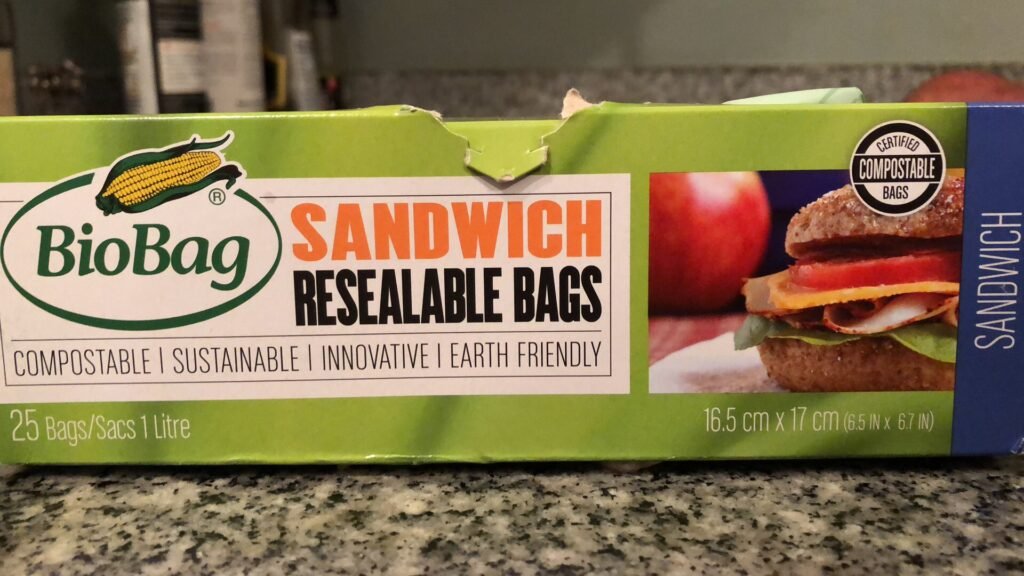 BioBag®
SANDWICH
RESEALABLE BAGS
COMPOSTABLE | SUSTAINABLE | INNOVATIVE | EARTH FRIENDLY
25 Bags/Sacs 1 Litre
CERTIFIED
COMPOSTABLE
BAGS
16.5 cm x 17 cm (6.5 IN x 6.7 IN)
SANDWICH